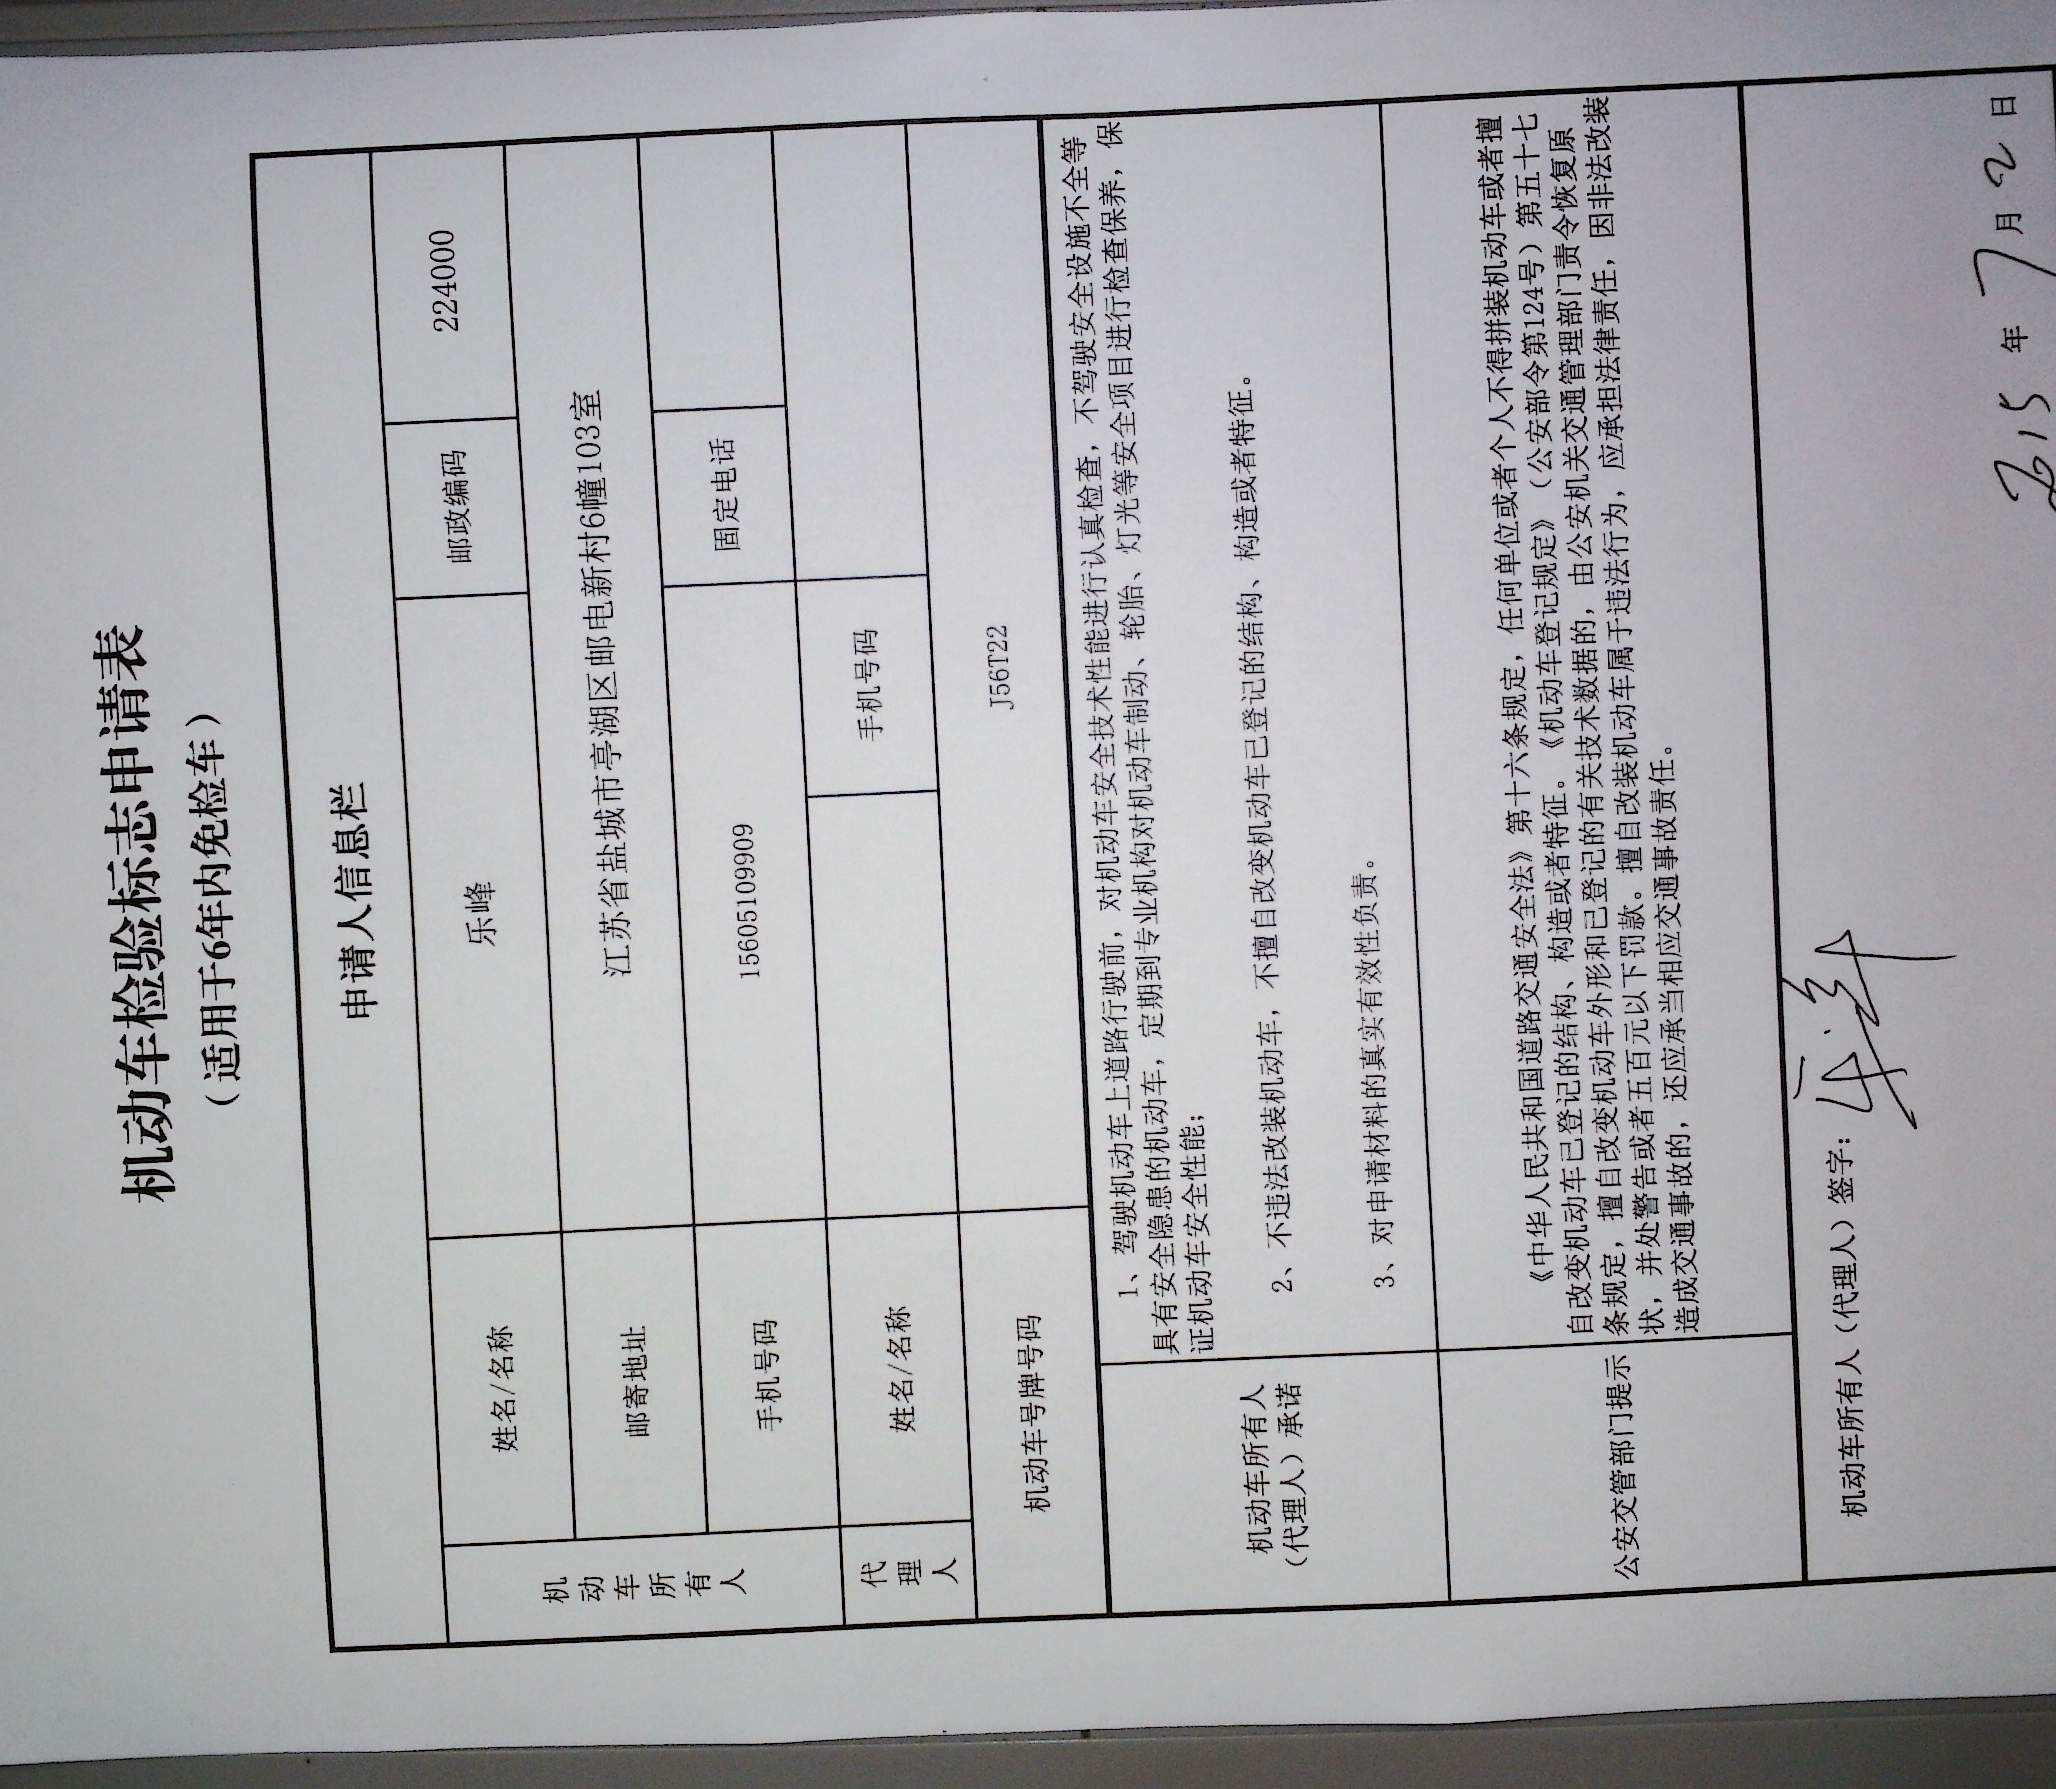 机动车检验标志申请表
（适用于6年内免检车）
申请人信息栏
机动车所有人
姓名/名称 乐峰 邮政编码 224000
邮寄地址 江苏省盐城市亭湖区邮电新村6幢103室
手机号码 15605109909 固定电话
代理人 姓名/名称 手机号码
机动车号牌号码 J56T22
机动车所有人
（代理人）承诺
1、驾驶机动车上道路行驶前，对机动车安全技术性能进行认真检查，不驾驶安全设施不全等
具有安全隐患的机动车，定期到专业机构对机动车制动、轮胎、灯光等安全项目进行检查保养，保
证机动车安全性能；
2、不违法改装机动车，不擅自改变机动车已登记的结构、构造或者特征。
3、对申请材料的真实有效性负责。
公安交管部门提示
《中华人民共和国道路交通安全法》第十六条规定，任何单位或者个人不得拼装机动车或者擅
自改变机动车已登记的结构、构造或者特征。《机动车登记规定》（公安部令第124号）第五十七
条规定，擅自改变机动车外形和已登记的有关技术数据的，由公安机关交通管理部门责令恢复原
状，并处警告或者五百元以下罚款。擅自改装机动车属于违法行为，应承担法律责任，因非法改装
造成交通事故的，还应承当相应交通事故责任。
机动车所有人（代理人）签字：
2015 年 7 月 2 日